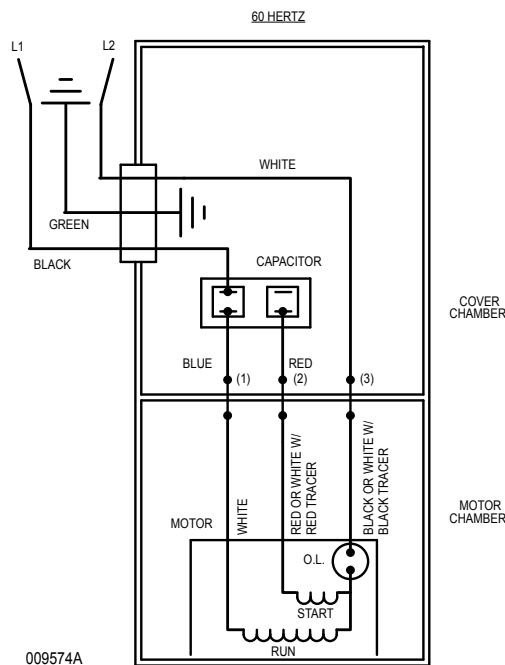 60 HERTZ
L1
L2
WHITE
GREEN
BLACK
CAPACITOR
COVER
CHAMBER
BLUE
RED
(1)
(2)
(3)
WHITE
RED OR WHITE W/
RED TRACER
BLACK OR WHITE W/
BLACK TRACER
MOTOR
CHAMBER
MOTOR
O.L.
START
RUN
009574A